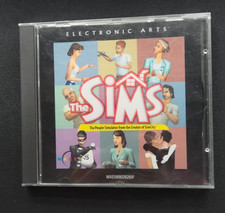 ELECTRONIC ARTS
The SiMS
The People Simulator from the Creator of SimCity